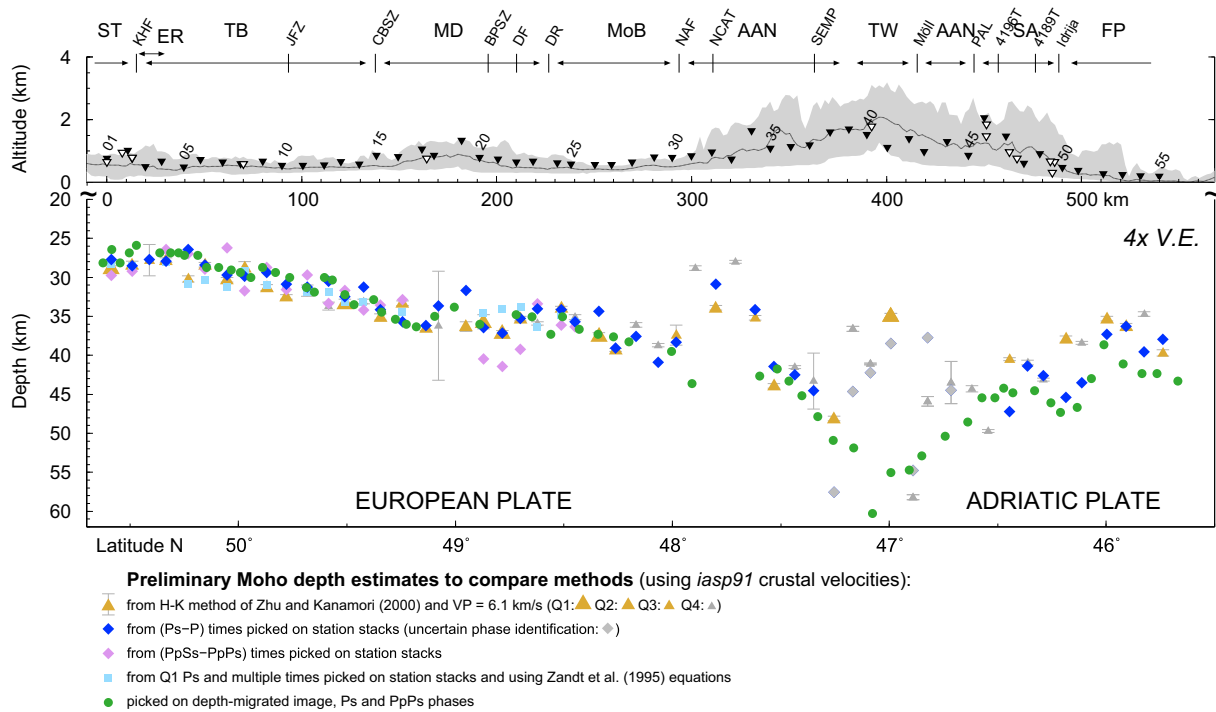 ST KHF ER TB JFZ CBSZ MD BPSZ DF DR MoB NAF NCAT AAN SEMP TW Möll AAN PAL 4196T SA 4189T Idrija FP
Altitude (km)
4
2
0
01 05 10 15 20 25 30 35 40 45 50 55
0 100 200 300 400 500 km
~ ~
4x V.E.
Depth (km)
20
25
30
35
40
45
50
55
60
EUROPEAN PLATE ADRIATIC PLATE
Latitude N 50° 49° 48° 47° 46°
Preliminary Moho depth estimates to compare methods (using iasp91 crustal velocities):
from H-K method of Zhu and Kanamori (2000) and VP = 6.1 km/s (Q1: Q2: Q3: Q4: )
from (Ps−P) times picked on station stacks (uncertain phase identification: )
from (PpSs−PpPs) times picked on station stacks
from Q1 Ps and multiple times picked on station stacks and using Zandt et al. (1995) equations
picked on depth-migrated image, Ps and PpPs phases